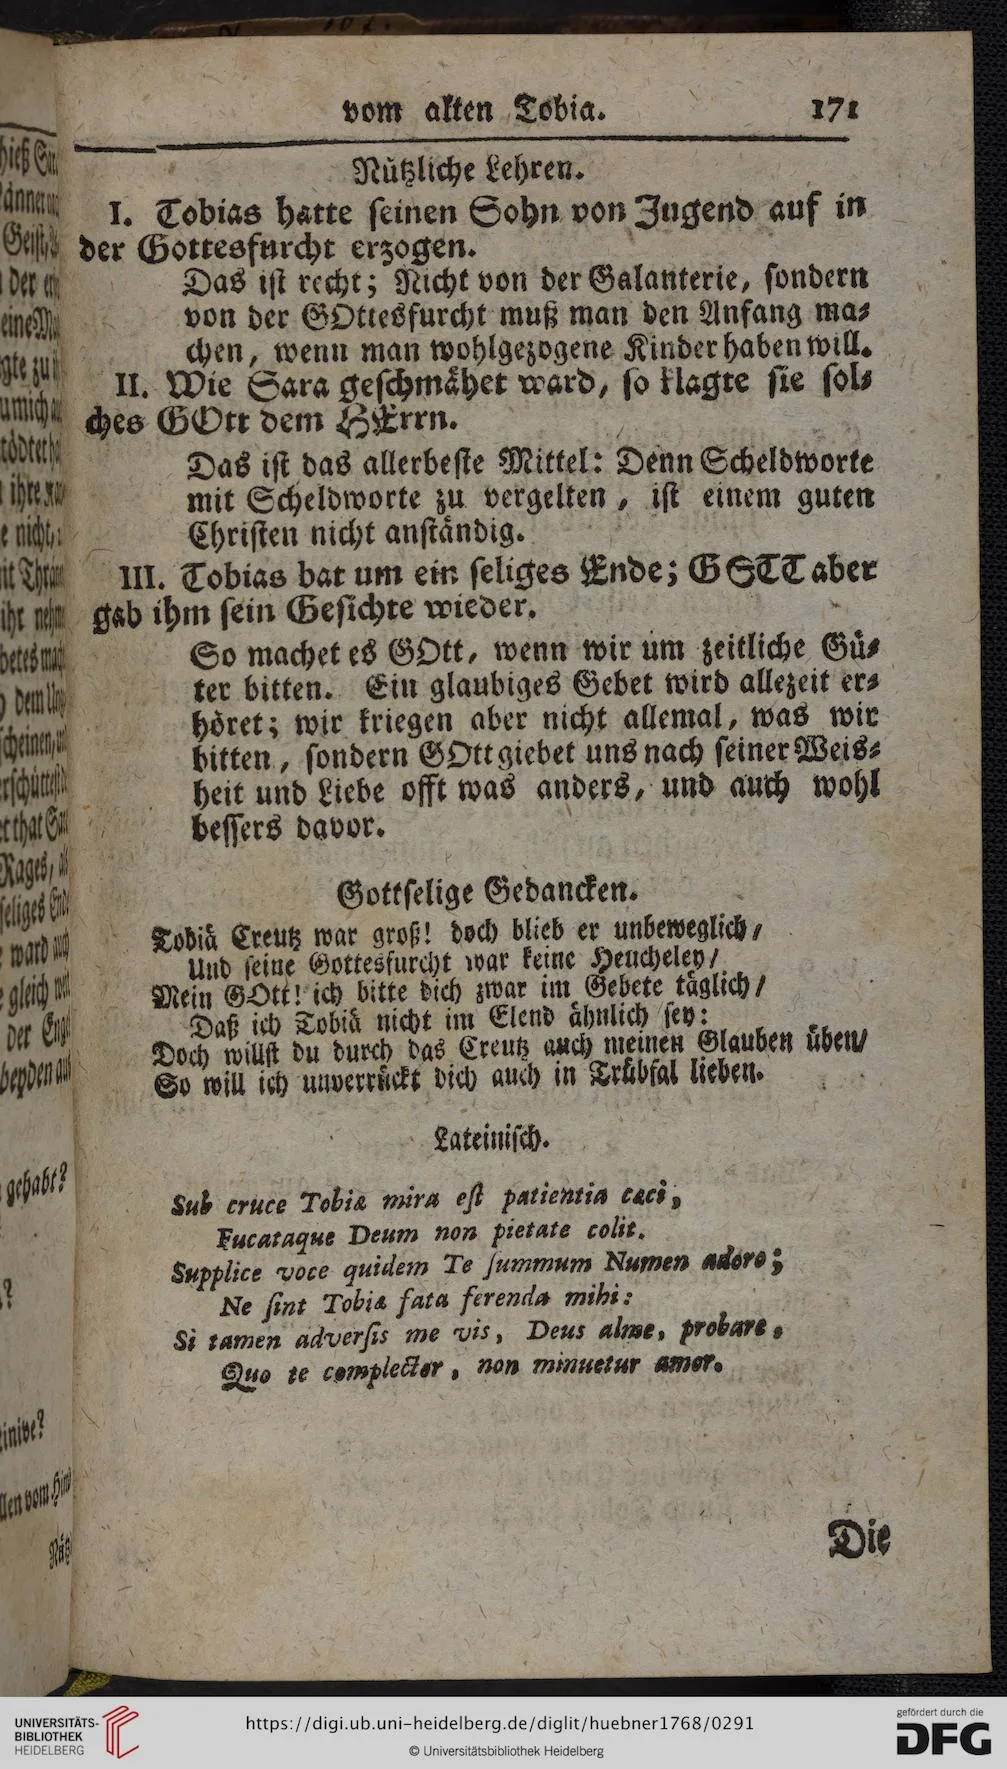 vom alten Tobia. 171
Nützliche Lehren.
I. Tobias hatte seinen Sohn von Jugend auf in
der Gottesfurcht erzogen.
Das ist recht; Nicht von der Galanterie, sondern
von der GOttesfurcht muß man den Anfang ma-
chen, wenn man wohlgezogene Kinder haben will.
II. Wie Sara geschmähet ward, so klagte sie sol-
ches GOtt dem HErrn.
Das ist das allerbeste Mittel: Denn Scheldworte
mit Scheldworte zu vergelten, ist einem guten
Christen nicht anständig.
III. Tobias bat um ein seliges Ende; GOTT aber
gab ihm sein Gesichte wieder.
So machet es GOtt, wenn wir um zeitliche Gü-
ter bitten. Ein glaubiges Gebet wird allezeit er-
höret; wir kriegen aber nicht allemal, was wir
bitten, sondern GOtt giebet uns nach seiner Weis-
heit und Liebe offt was anders, und auch wohl
bessers davor.
Gottselige Gedancken.
Tobiä Creutz war groß! doch blieb er unbeweglich/
Und seine Gottesfurcht war keine Heucheley/
Mein GOtt! ich bitte dich zwar im Gebete täglich/
Daß ich Tobiä nicht im Elend ähnlich sey:
Doch willst du durch das Creutz auch meinen Glauben üben/
So will ich unverrückt dich auch in Trübsal lieben.
Lateinisch.
Sub cruce Tobiæ mira est patientia cæci,
Fucataque Deum non pietate colit.
Supplice voce quidem Te summum Numen adoro;
Ne sint Tobiæ fata ferenda mihi:
Si tamen adversis me vis, Deus alme, probare,
Quo te complector, non minuetur amor.
Die
UNIVERSITÄTS-
BIBLIOTHEK
HEIDELBERG
https://digi.ub.uni-heidelberg.de/diglit/huebner1768/0291
© Universitätsbibliothek Heidelberg
gefördert durch die
DFG